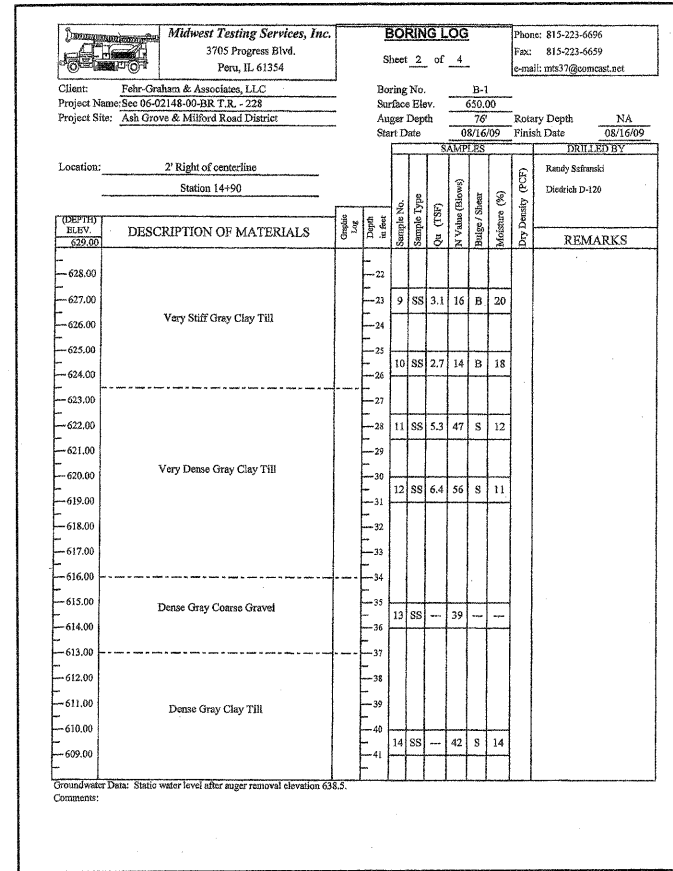 Midwest Testing Services, Inc.
3705 Progress Blvd.
Peru, IL 61354
BORING LOG
Sheet 2 of 4
Phone: 815-223-6696
Fax: 815-223-6659
e-mail: mts37@comcast.net
Client: Fehr-Graham & Associates, LLC
Project Name: Sec 06-02148-00-BR T.R. - 228
Project Site: Ash Grove & Milford Road District
Boring No. B-1
Surface Elev. 650.00
Auger Depth 76' Rotary Depth NA
Start Date 08/16/09 Finish Date 08/16/09
Location: 2' Right of centerline
Station 14+90
SAMPLES
DRILLED BY
Randy Safranski
Diedrich D-120
(DEPTH)
ELEV.
629.00
DESCRIPTION OF MATERIALS
Graphic Log
Depth in feet
Sample No.
Sample Type
Qu (TSF)
N Value (Blows)
Bulge / Shear
Moisture (%)
Dry Density (PCF)
REMARKS
628.00 22
627.00 23 9 SS 3.1 16 B 20
Very Stiff Gray Clay Till
626.00 24
625.00 25
10 SS 2.7 14 B 18
624.00 26
623.00 27
622.00 28 11 SS 5.3 47 S 12
621.00 29
Very Dense Gray Clay Till
620.00 30
12 SS 6.4 56 S 11
619.00 31
618.00 32
617.00 33
616.00 34
615.00 35
Dense Gray Coarse Gravel
13 SS --- 39 --- ---
614.00 36
613.00 37
612.00 38
611.00 39
Dense Gray Clay Till
610.00 40
14 SS --- 42 S 14
609.00 41
Groundwater Data: Static water level after auger removal elevation 638.5.
Comments: